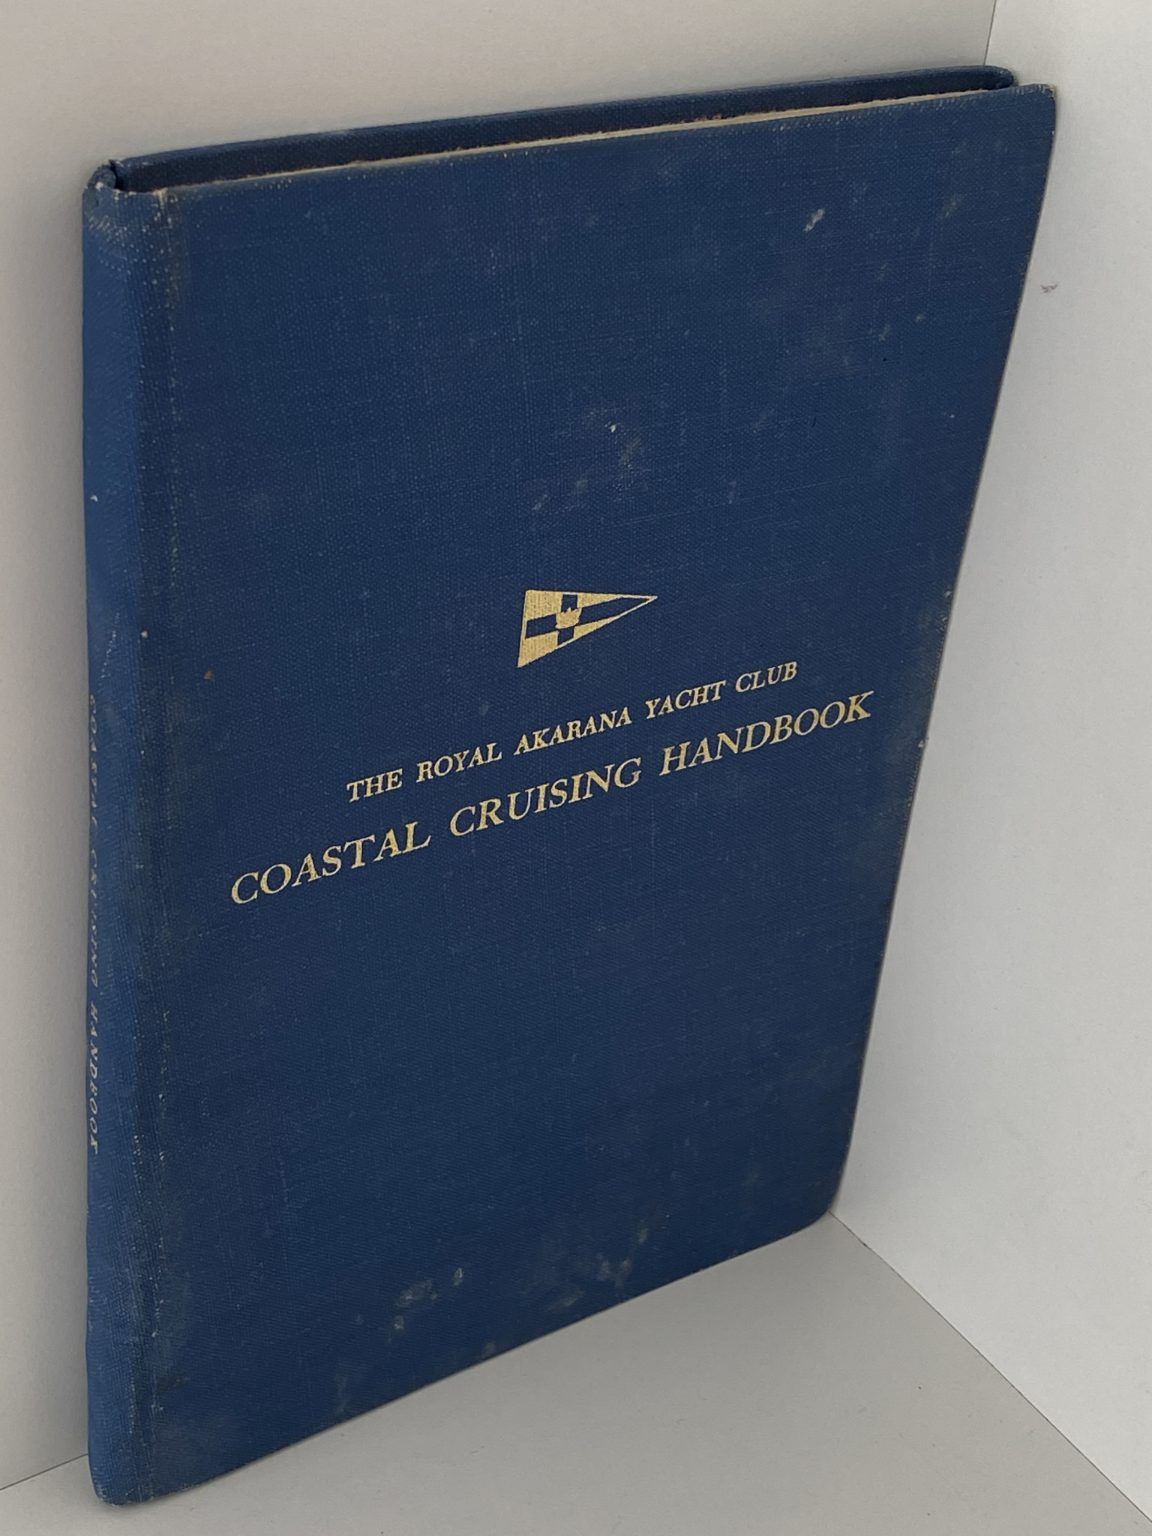 THE ROYAL AKARANA YACHT CLUB
COASTAL CRUISING HANDBOOK
COASTAL CRUISING HANDBOOK